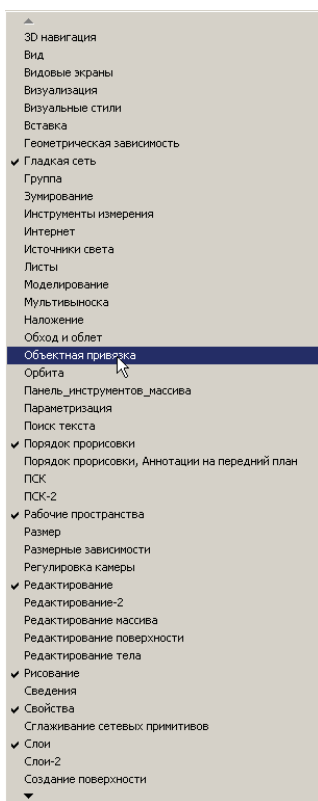 3D навигация
Вид
Видовые экраны
Визуализация
Визуальные стили
Вставка
Геометрическая зависимость
Гладкая сеть
Группа
Зумирование
Инструменты измерения
Интернет
Источники света
Листы
Моделирование
Мультивыноска
Наложение
Обход и облет
Объектная привязка
Орбита
Панель_инструментов_массива
Параметризация
Поиск текста
Порядок прорисовки
Порядок прорисовки, Аннотации на передний план
ПСК
ПСК-2
Рабочие пространства
Размер
Размерные зависимости
Регулировка камеры
Редактирование
Редактирование-2
Редактирование массива
Редактирование поверхности
Редактирование тела
Рисование
Сведения
Свойства
Сглаживание сетевых примитивов
Слои
Слои-2
Создание поверхности